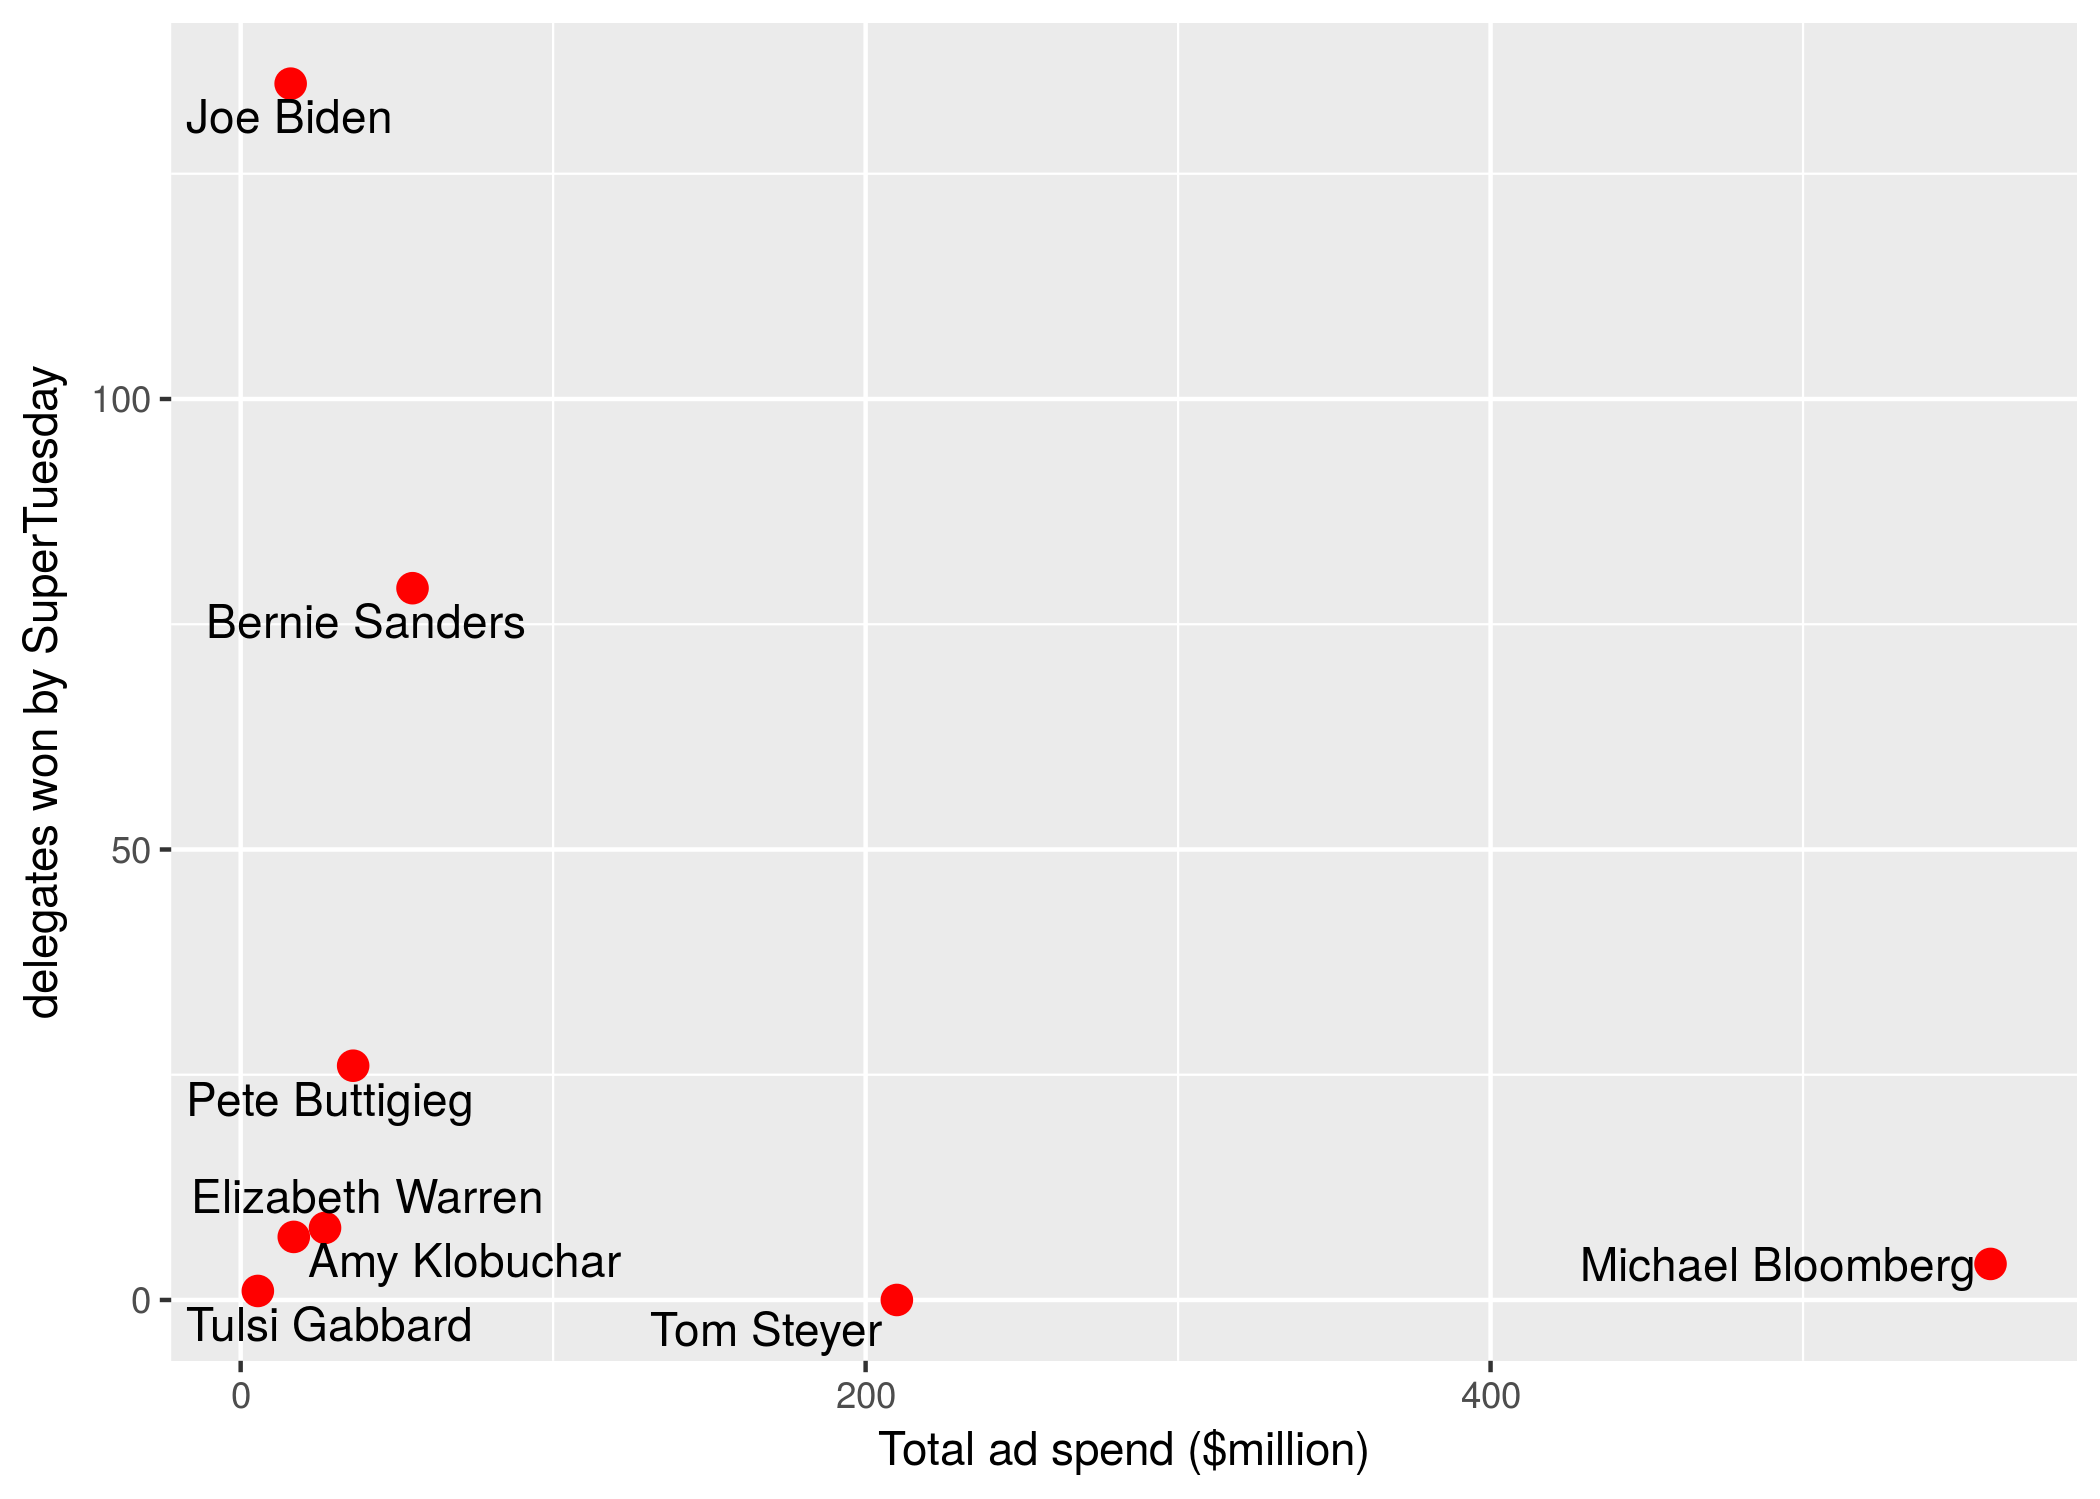 Joe Biden
100
Bernie Sanders
delegates won by SuperTuesday
50
Pete Buttigieg
Elizabeth Warren
Amy Klobuchar
Michael Bloomberg
0
Tulsi Gabbard
Tom Steyer
0
200
400
Total ad spend ($million)